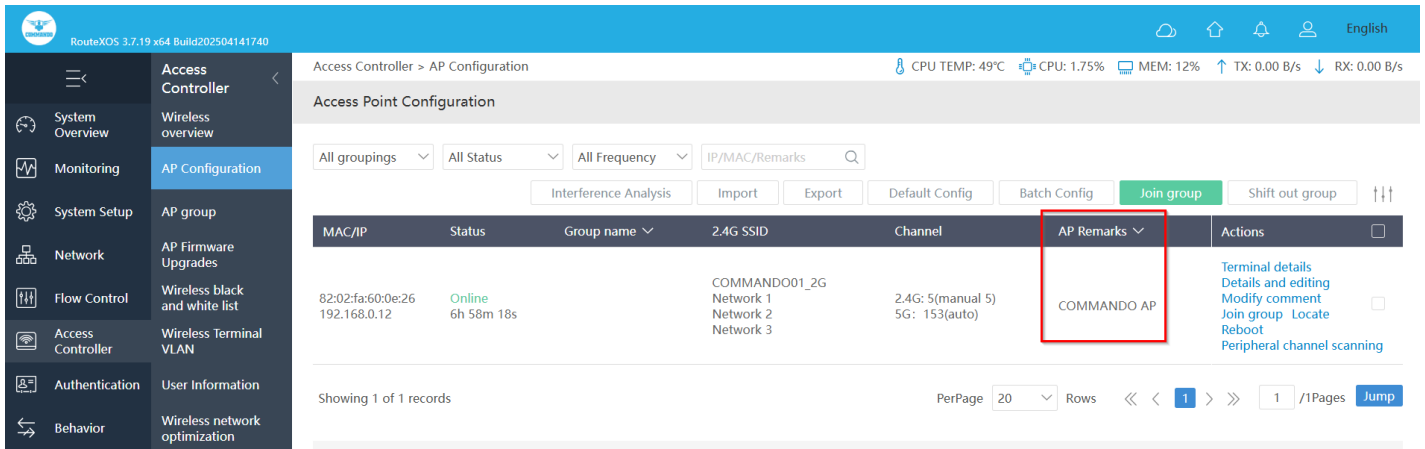 COMMANDO
RouteXOS 3.7.19 x64 Build202504141740
English
Access Controller
System Overview
Monitoring
System Setup
Network
Flow Control
Access Controller
Authentication
Behavior
Wireless overview
AP Configuration
AP group
AP Firmware Upgrades
Wireless black and white list
Wireless Terminal VLAN
User Information
Wireless network optimization
Access Controller > AP Configuration
CPU TEMP: 49℃ CPU: 1.75% MEM: 12% TX: 0.00 B/s RX: 0.00 B/s
Access Point Configuration
All groupings All Status All Frequency IP/MAC/Remarks
Interference Analysis Import Export Default Config Batch Config Join group Shift out group
MAC/IP Status Group name 2.4G SSID Channel AP Remarks Actions
82:02:fa:60:0e:26
192.168.0.12
Online
6h 58m 18s
COMMANDO01_2G
Network 1
Network 2
Network 3
2.4G: 5(manual 5)
5G: 153(auto)
COMMANDO AP
Terminal details
Details and editing
Modify comment
Join group Locate
Reboot
Peripheral channel scanning
Showing 1 of 1 records
PerPage 20 Rows 1 1 /1Pages Jump